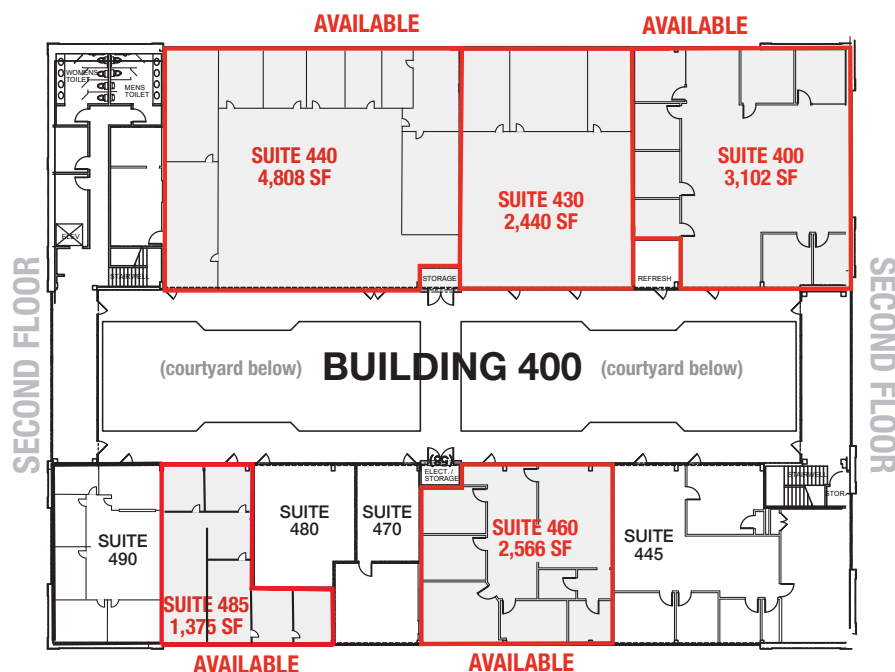 AVAILABLE
AVAILABLE
WOMENS
TOILET
MENS
TOILET
SUITE 440
4,808 SF
SUITE 430
2,440 SF
SUITE 400
3,102 SF
ELEV
STAIRWELL
STORAGE
REFRESH
SECOND FLOOR
SECOND FLOOR
(courtyard below)
BUILDING 400
(courtyard below)
ELECT. /
STORAGE
STAIRWELL
STOR.
SUITE
490
SUITE
480
SUITE
470
SUITE 460
2,566 SF
SUITE
445
SUITE 485
1,375 SF
AVAILABLE
AVAILABLE